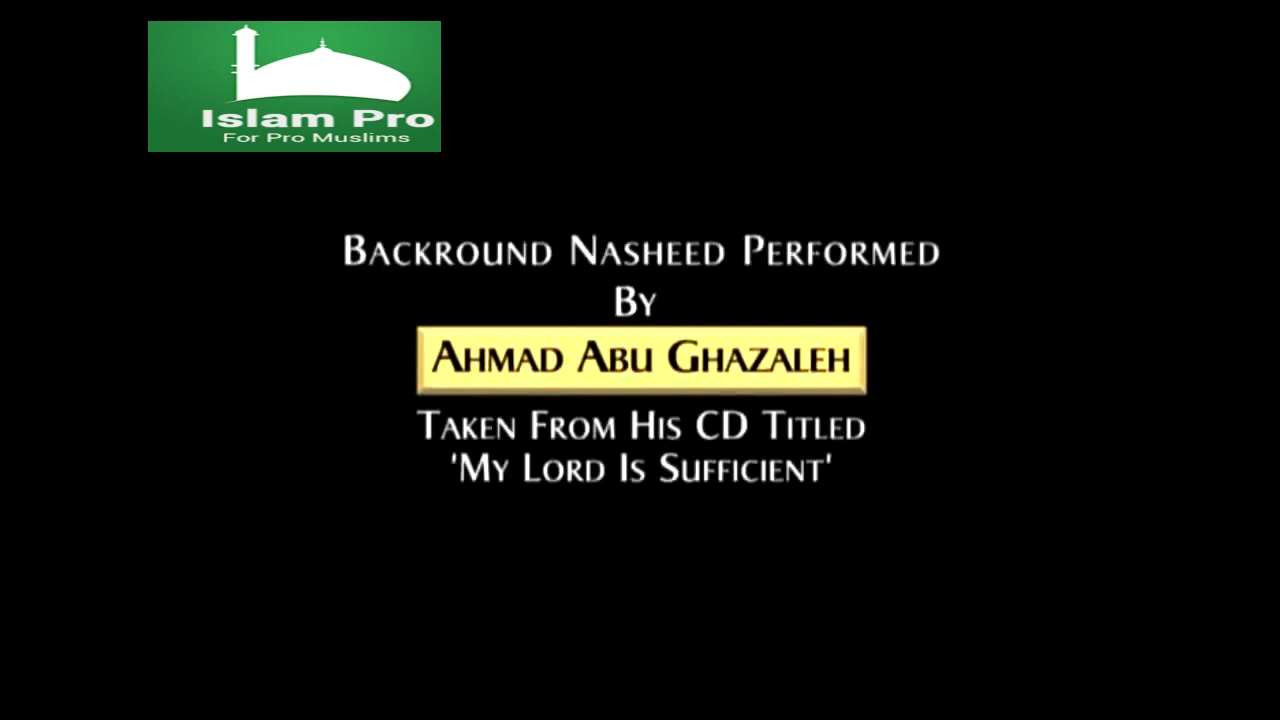 Islam Pro
For Pro Muslims
BACKROUND NASHEED PERFORMED
BY
AHMAD ABU GHAZALEH
TAKEN FROM HIS CD TITLED
'MY LORD IS SUFFICIENT'